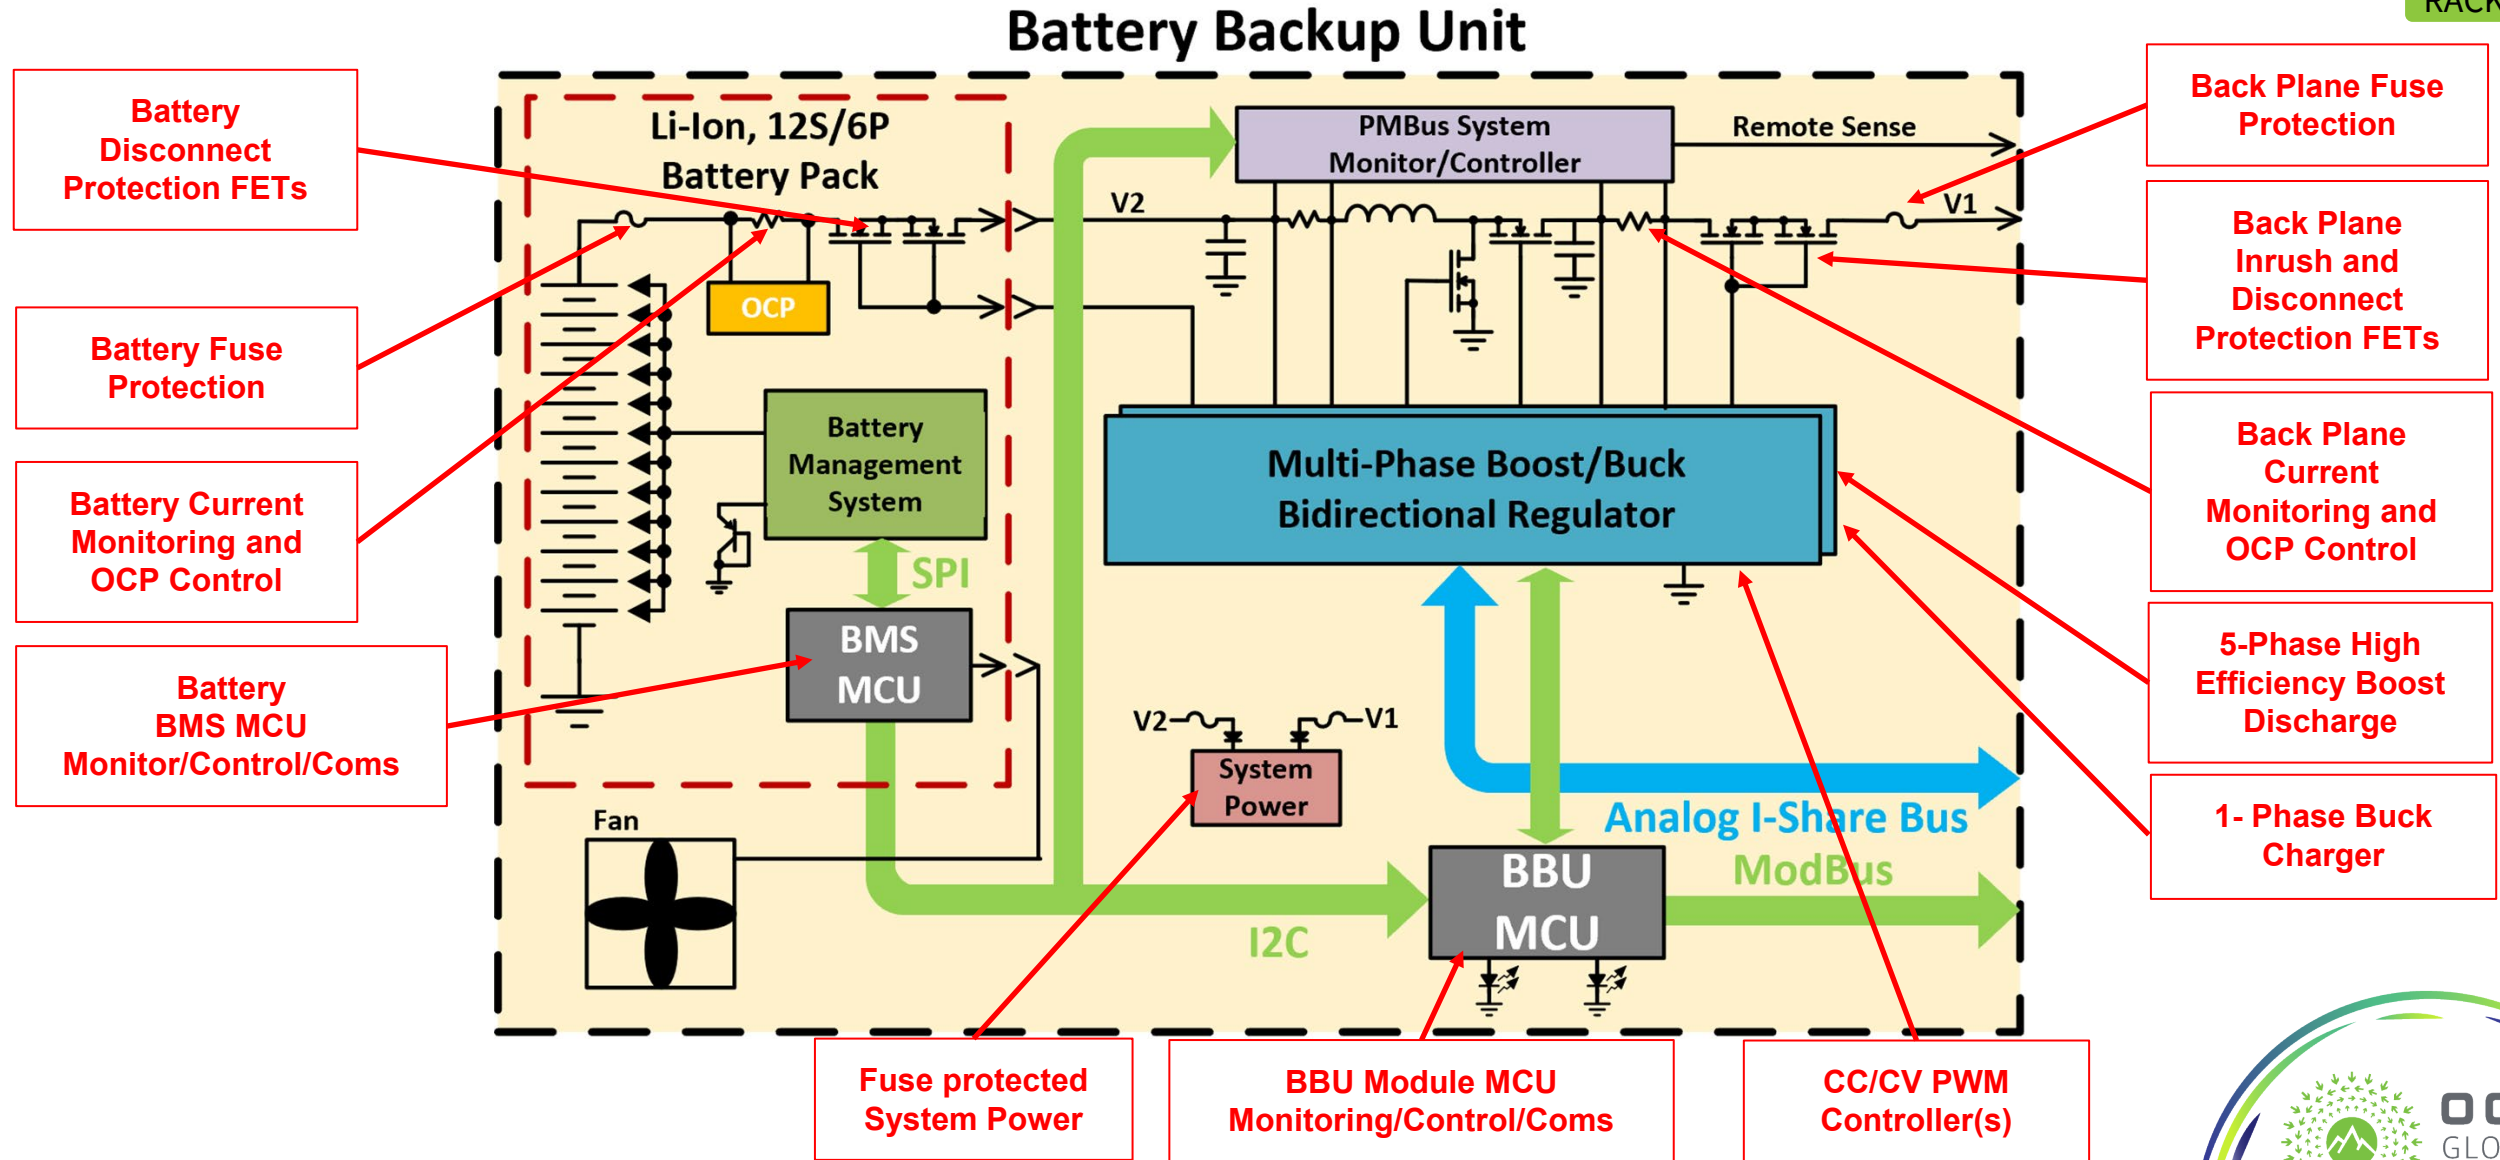 RACK
Battery Backup Unit
Battery
Disconnect
Protection FETs
Battery Fuse
Protection
Battery Current
Monitoring and
OCP Control
Battery
BMS MCU
Monitor/Control/Coms
Li-Ion, 12S/6P
Battery Pack
OCP
Battery
Management
System
SPI
BMS
MCU
Fan
V2
PMBus System
Monitor/Controller
Remote Sense
V1
Multi-Phase Boost/Buck
Bidirectional Regulator
V2
V1
System
Power
Analog I-Share Bus
ModBus
BBU
MCU
I2C
Back Plane Fuse
Protection
Back Plane
Inrush and
Disconnect
Protection FETs
Back Plane
Current
Monitoring and
OCP Control
5-Phase High
Efficiency Boost
Discharge
1- Phase Buck
Charger
Fuse protected
System Power
BBU Module MCU
Monitoring/Control/Coms
CC/CV PWM
Controller(s)